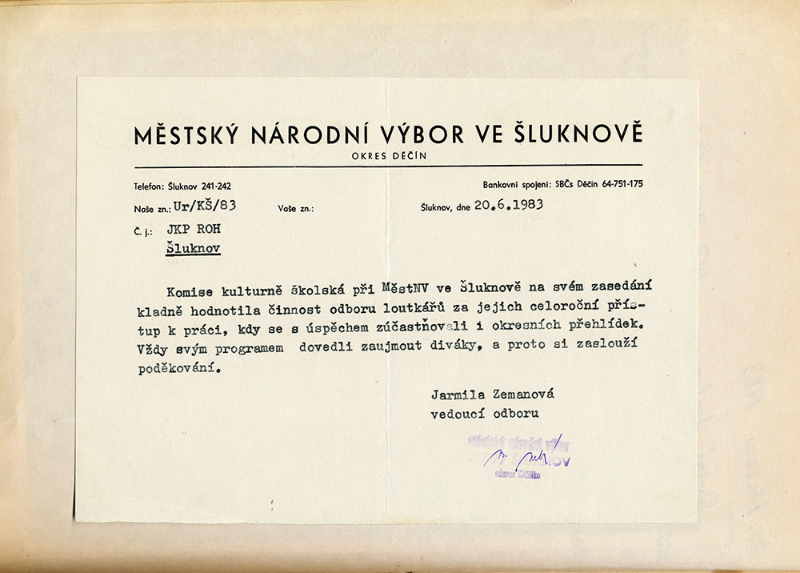 MĚSTSKÝ NÁRODNÍ VÝBOR VE ŠLUKNOVĚ
OKRES DĚČÍN
Telefon: Šluknov 241-242
Bankovní spojení: SBČs Děčín 64-751-175
Naše zn.: Ur/KŠ/83 Vaše zn.: Šluknov, dne 20.6.1983
Č. j.: JKP ROH
Šluknov
Komise kulturně školská při MěstNV ve Šluknově na svém zasedání
kladně hodnotila činnost odboru loutkářů za jejich celoroční přís-
tup k práci, kdy se s úspěchem zúčastňovali i okresních přehlídek.
Vždy svým programem dovedli zaujmout diváky, a proto si zaslouží
poděkování.
Jarmila Zemanová
vedoucí odboru
okres Děčín